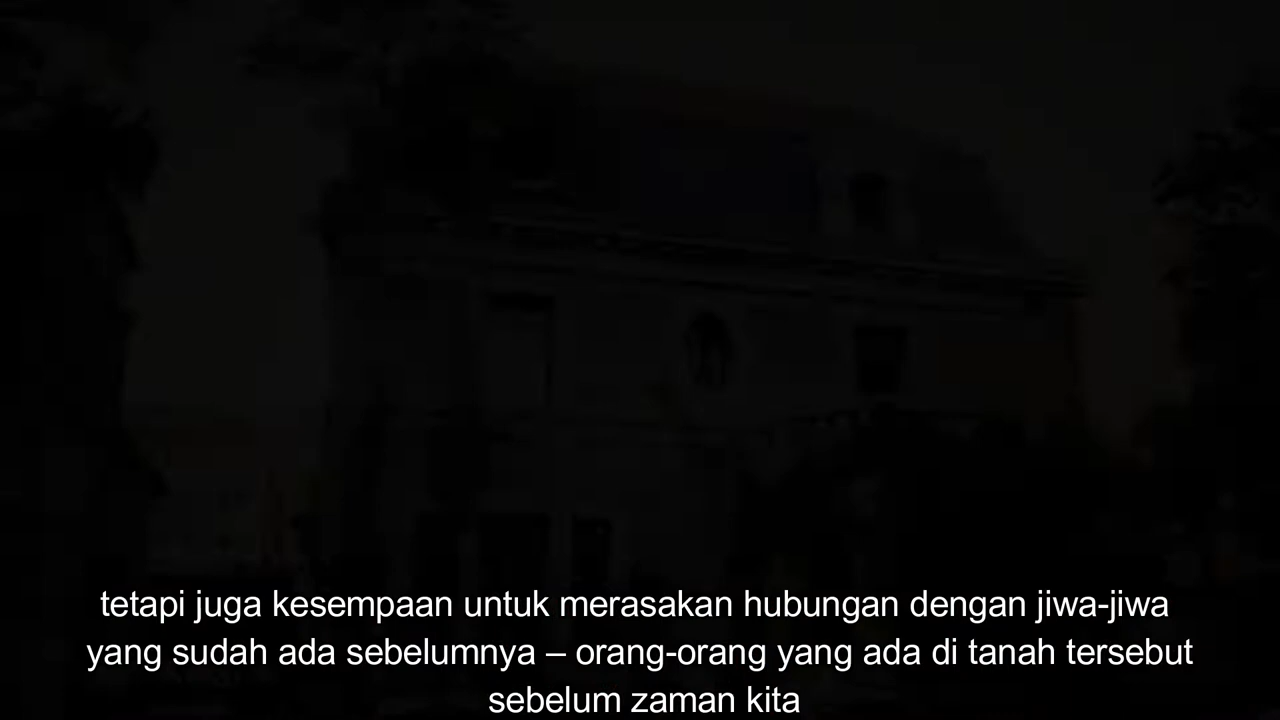 tetapi juga kesempaan untuk merasakan hubungan dengan jiwa-jiwa
yang sudah ada sebelumnya – orang-orang yang ada di tanah tersebut
sebelum zaman kita